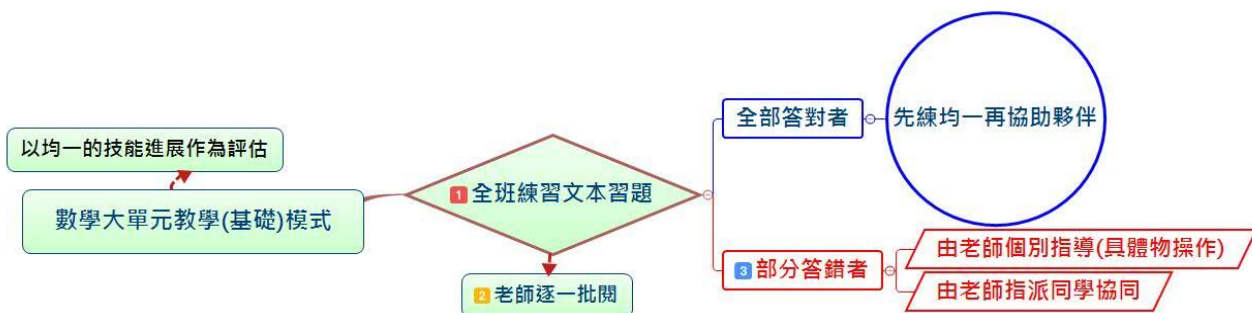 以均一的技能進展作為評估
數學大單元教學(基礎)模式
1 全班練習文本習題
2 老師逐一批閱
全部答對者
先練均一再協助夥伴
3 部分答錯者
由老師個別指導(具體物操作)
由老師指派同學協同